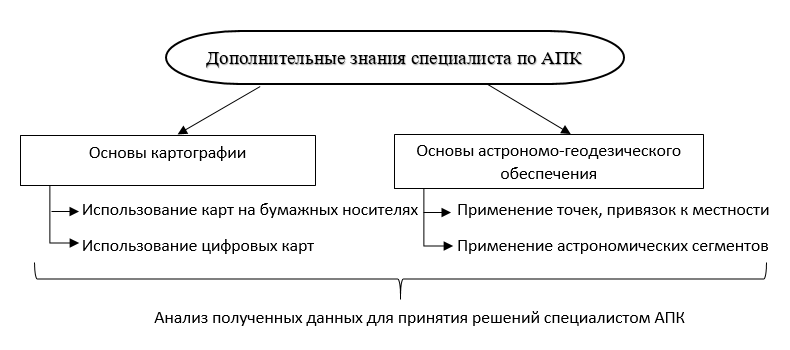 Дополнительные знания специалиста по АПК
Основы картографии
Использование карт на бумажных носителях
Использование цифровых карт
Основы астрономо-геодезического
обеспечения
Применение точек, привязок к местности
Применение астрономических сегментов
Анализ полученных данных для принятия решений специалистом АПК